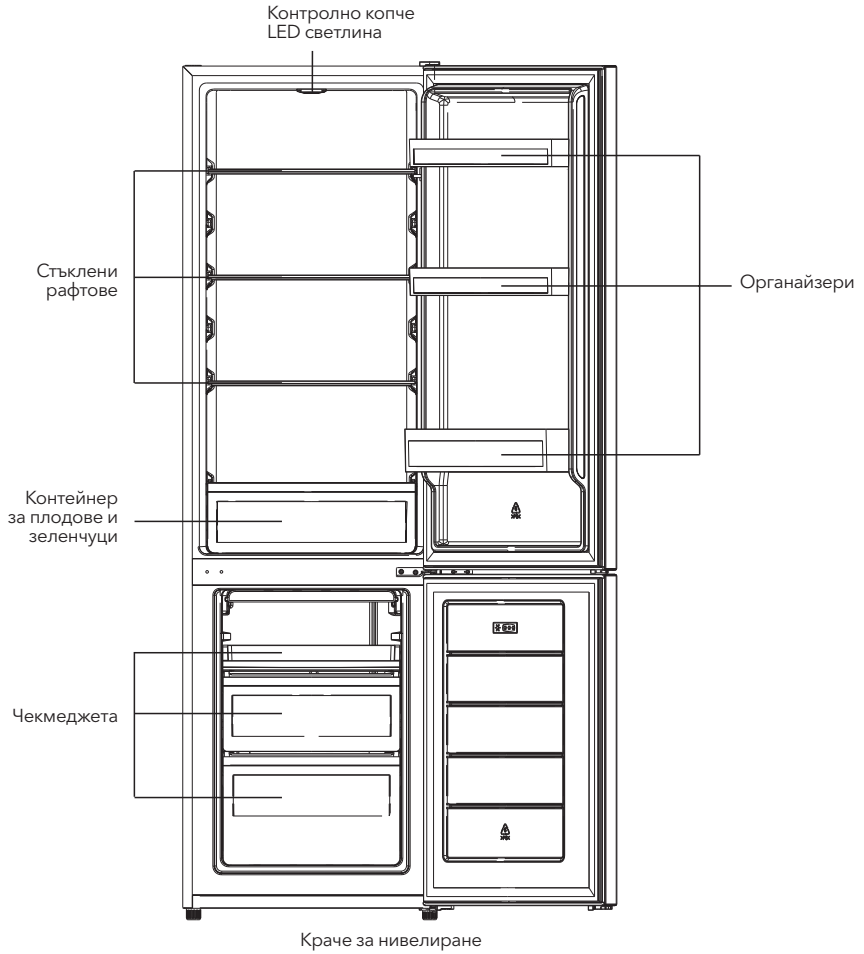 Контролно копче
LED светлина
Стъклени
рафтове
Органайзери
Контейнер
за плодове и
зеленчуци
Чекмеджета
Краче за нивелиране